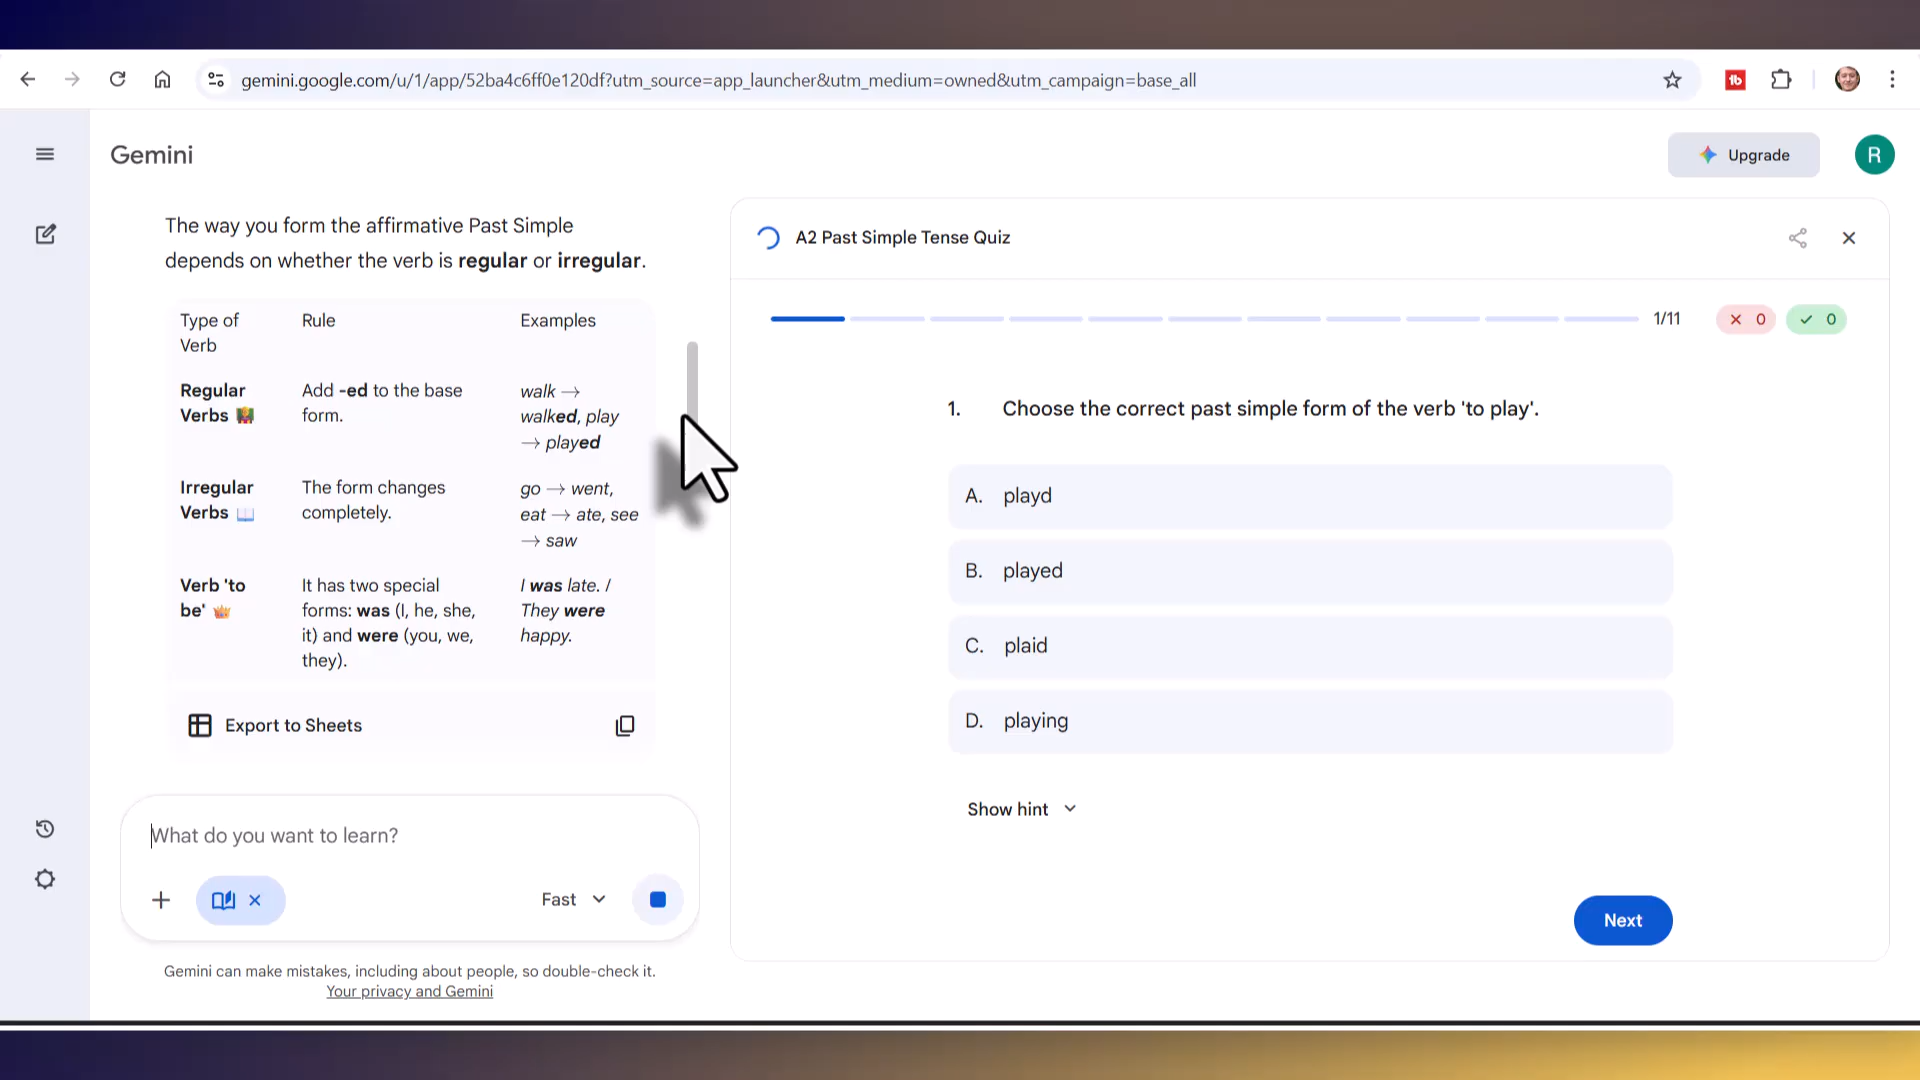 gemini.google.com/u/1/app/52ba4c6ff0e120df?utm_source=app_launcher&utm_medium=owned&utm_campaign=base_all
Gemini
Upgrade
R
The way you form the affirmative Past Simple
depends on whether the verb is regular or irregular.
Type of
Verb
Rule
Examples
Regular
Verbs
Add -ed to the base
form.
walk →
walked, play
→ played
Irregular
Verbs
The form changes
completely.
go → went,
eat → ate, see
→ saw
Verb 'to
be'
It has two special
forms: was (I, he, she,
it) and were (you, we,
they).
I was late. /
They were
happy.
Export to Sheets
What do you want to learn?
Fast
Gemini can make mistakes, including about people, so double-check it.
Your privacy and Gemini
A2 Past Simple Tense Quiz
1/11
0
0
1. Choose the correct past simple form of the verb 'to play'.
A. playd
B. played
C. plaid
D. playing
Show hint
Next